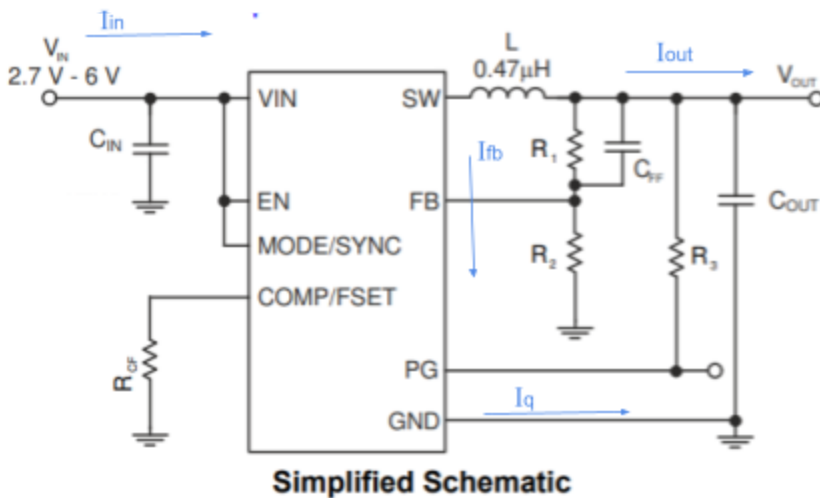 Iin
VIN
2.7 V - 6 V
CIN
VIN
EN
MODE/SYNC
COMP/FSET
RCF
SW
FB
PG
GND
L
0.47μH
Iout
VOUT
Ifb
R1
CFF
R2
R3
COUT
Iq
Simplified Schematic